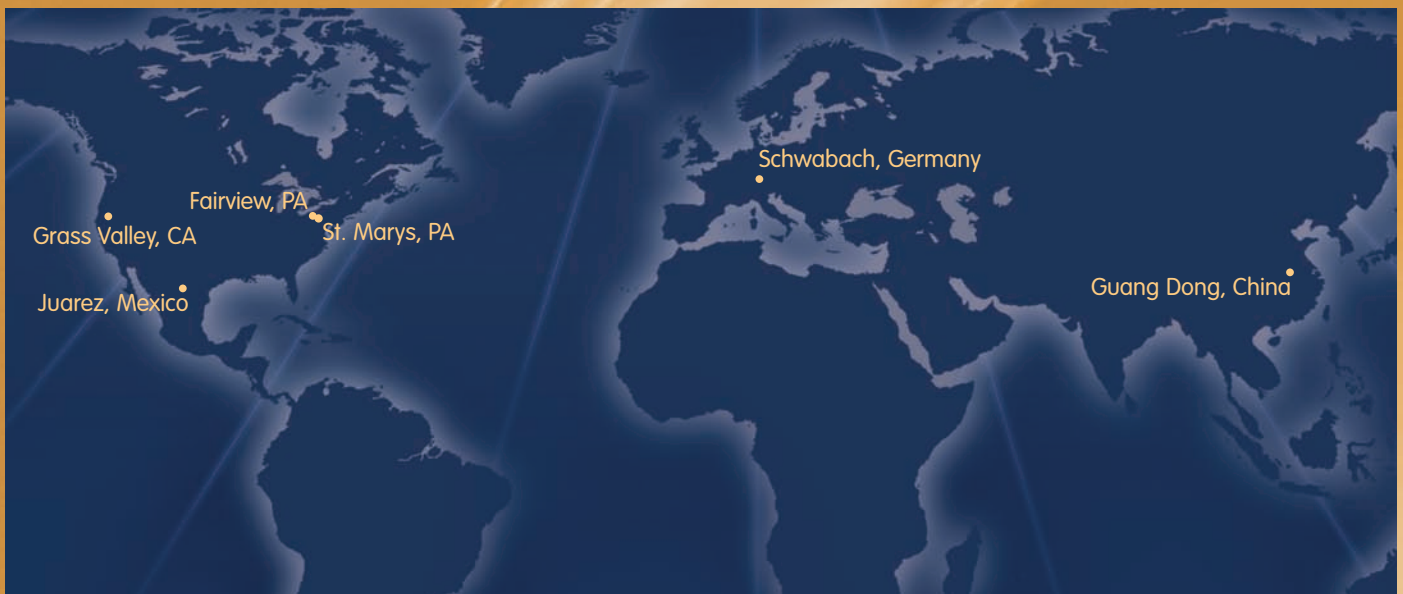 Schwabach, Germany
Fairview, PA
St. Marys, PA
Grass Valley, CA
Guang Dong, China
Juarez, Mexico